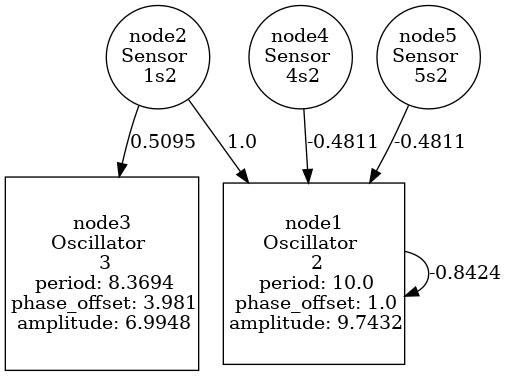 node2
Sensor
1s2
node4
Sensor
4s2
node5
Sensor
5s2
0.5095
1.0
-0.4811
-0.4811
node3
Oscillator
3
period: 8.3694
phase_offset: 3.981
amplitude: 6.9948
node1
Oscillator
2
period: 10.0
phase_offset: 1.0
amplitude: 9.7432
-0.8424